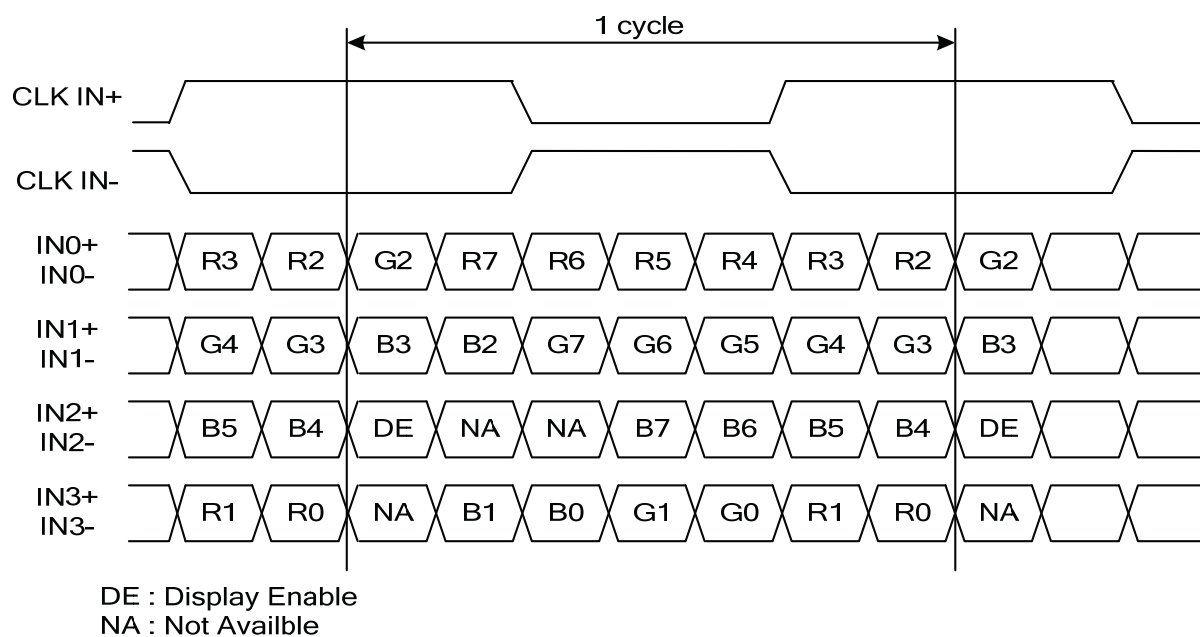 1 cycle
CLK IN+
CLK IN-
IN0+
IN0-
R3 R2 G2 R7 R6 R5 R4 R3 R2 G2
IN1+
IN1-
G4 G3 B3 B2 G7 G6 G5 G4 G3 B3
IN2+
IN2-
B5 B4 DE NA NA B7 B6 B5 B4 DE
IN3+
IN3-
R1 R0 NA B1 B0 G1 G0 R1 R0 NA
DE : Display Enable
NA : Not Availble